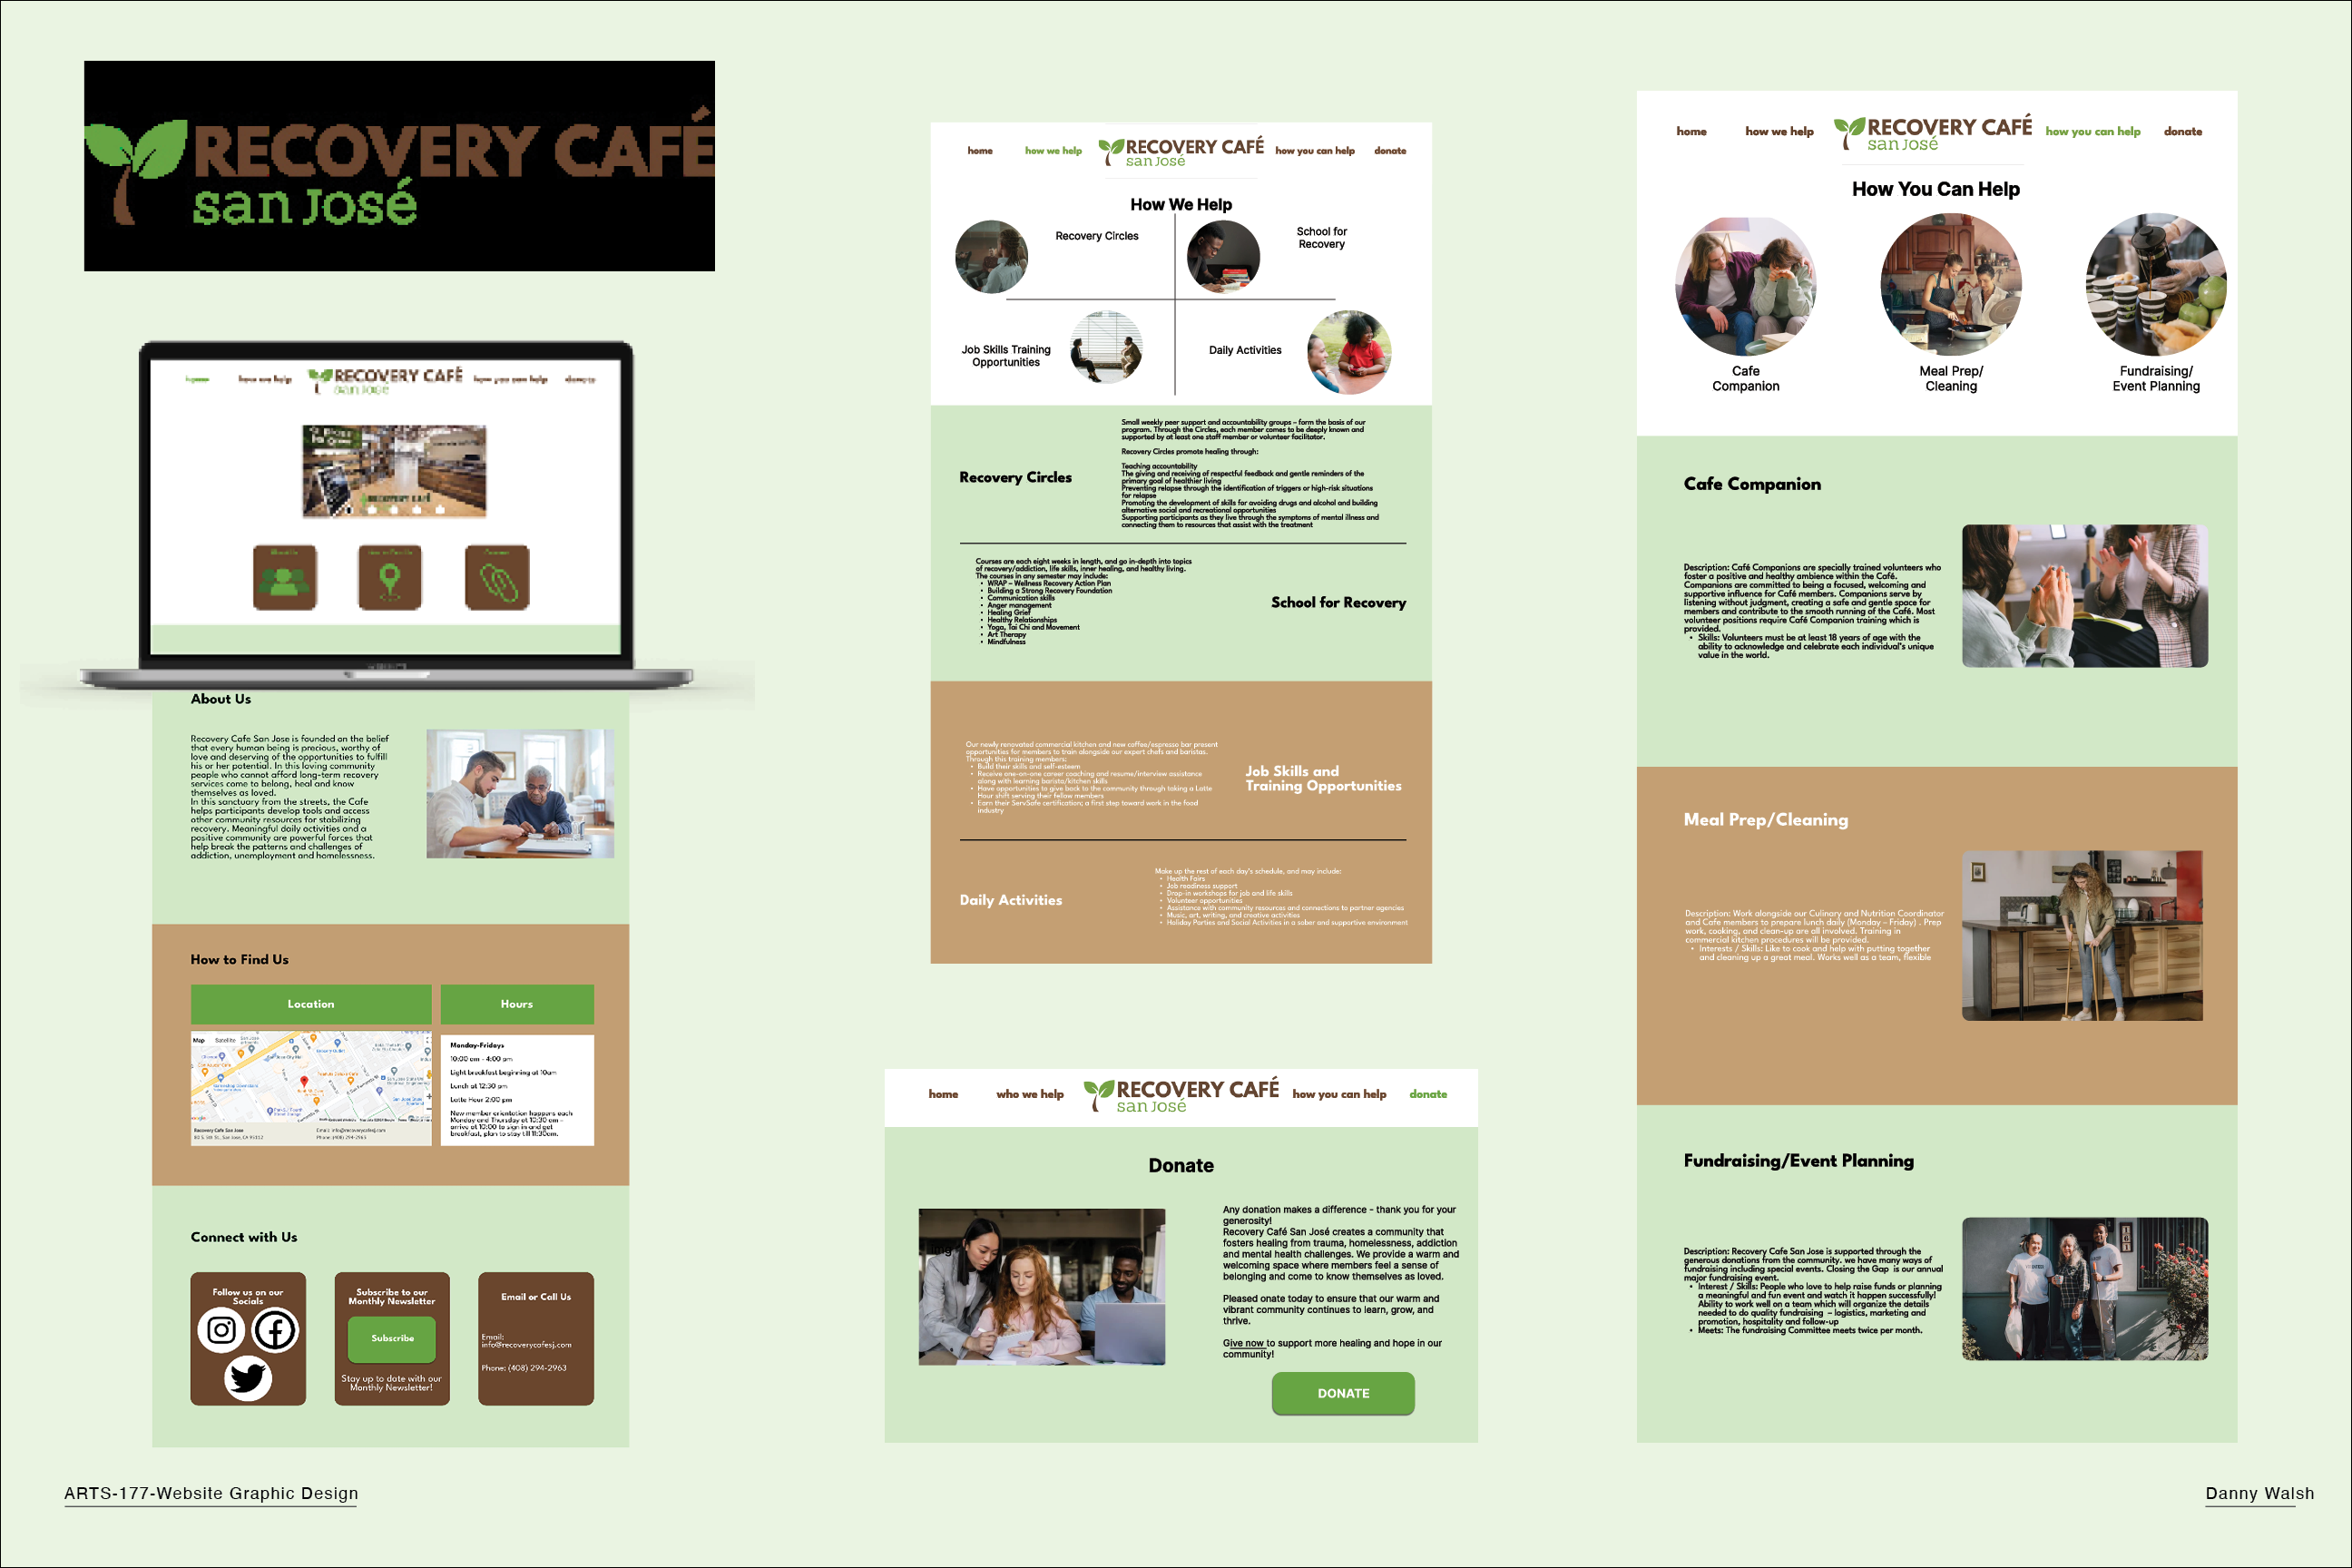 RECOVERY CAFÉ
san José
home how we help RECOVERY CAFÉ how you can help donate
san José
About Us
Recovery Cafe San Jose is founded on the belief
that every human being is precious, worthy of
love and deserving of the opportunities to fulfill
his or her potential. In this loving community
people who cannot afford long-term recovery
services come to belong, heal and know
themselves as loved.
In this sanctuary from the streets, the Cafe
helps participants develop tools and access
other community resources for stabilizing
recovery. Meaningful daily activities and a
positive community are powerful forces that
help break the patterns and challenges of
addiction, unemployment and homelessness.
How to Find Us
Location
Hours
Map Satellite
Recovery Cafe San Jose
80 S. 5th St., San Jose, CA 95112
Email: info@recoverycafesj.com
Phone: (408) 294-2963
Monday-Fridays
10:00 am - 4:00 pm
Light breakfast beginning at 10am
Lunch at 12:30 pm
Latte Hour 2:00 pm
New member orientation happens each
Monday and Thursday at 10:30 am –
arrive at 10:00 to sign in and get
breakfast, plan to stay till 11:30am.
Connect with Us
Follow us on our
Socials
Subscribe to our
Monthly Newsletter
Subscribe
Stay up to date with our
Monthly Newsletter!
Email or Call Us
Email:
info@recoverycafesj.com
Phone: (408) 294-2963
home how we help RECOVERY CAFÉ how you can help donate
san José
How We Help
Recovery Circles
School for
Recovery
Job Skills Training
Opportunities
Daily Activities
Recovery Circles
Small weekly peer support and accountability groups – form the basis of our
program. Through the Circles, each member comes to be deeply known and
supported by at least one staff member or volunteer facilitator.
Recovery Circles promote healing through:
Teaching accountability
The giving and receiving of respectful feedback and gentle reminders of the
primary goal of healthier living
Preventing relapse through the identification of triggers or high-risk situations
for relapse
Promoting the development of skills for avoiding drugs and alcohol and building
alternative social and recreational opportunities
Supporting participants as they live through the symptoms of mental illness and
connecting them to resources that assist with the treatment
Courses are each eight weeks in length, and go in-depth into topics
of recovery/addiction, life skills, inner healing, and healthy living.
The courses in any semester may include:
• WRAP – Wellness Recovery Action Plan
• Building a Strong Recovery Foundation
• Communication skills
• Anger management
• Healing Grief
• Healthy Relationships
• Yoga, Tai Chi and Movement
• Art Therapy
• Mindfulness
School for Recovery
Our newly renovated commercial kitchen and new coffee/espresso bar present
opportunities for members to train alongside our expert chefs and baristas.
Through this training members:
• Build their skills and self-esteem
• Receive one-on-one career coaching and resume/interview assistance
along with learning barista/kitchen skills
• Have opportunities to give back to the community through taking a Latte
Hour shift serving their fellow members
• Earn their ServSafe certification; a first step toward work in the food
industry
Job Skills and
Training Opportunities
Daily Activities
Make up the rest of each day's schedule, and may include:
• Health Fairs
• Job readiness support
• Drop-in workshops for job and life skills
• Volunteer opportunities
• Assistance with community resources and connections to partner agencies
• Music, art, writing, and creative activities
• Holiday Parties and Social Activities in a sober and supportive environment
home who we help RECOVERY CAFÉ how you can help donate
san José
Donate
Any donation makes a difference - thank you for your
generosity!
Recovery Café San José creates a community that
fosters healing from trauma, homelessness, addiction
and mental health challenges. We provide a warm and
welcoming space where members feel a sense of
belonging and come to know themselves as loved.
Pleased onate today to ensure that our warm and
vibrant community continues to learn, grow, and
thrive.
Give now to support more healing and hope in our
community!
DONATE
home how we help RECOVERY CAFÉ how you can help donate
san José
How You Can Help
Cafe
Companion
Meal Prep/
Cleaning
Fundraising/
Event Planning
Cafe Companion
Description: Café Companions are specially trained volunteers who
foster a positive and healthy ambience within the Café.
Companions are committed to being a focused, welcoming and
supportive influence for Café members. Companions serve by
listening without judgment, creating a safe and gentle space for
members and contribute to the smooth running of the Café. Most
volunteer positions require Café Companion training which is
provided.
• Skills: Volunteers must be at least 18 years of age with the
ability to acknowledge and celebrate each individual's unique
value in the world.
Meal Prep/Cleaning
Description: Work alongside our Culinary and Nutrition Coordinator
and Cafe members to prepare lunch daily (Monday – Friday) . Prep
work, cooking, and clean-up are all involved. Training in
commercial kitchen procedures will be provided.
• Interests / Skills: Like to cook and help with putting together
and cleaning up a great meal. Works well as a team, flexible
Fundraising/Event Planning
Description: Recovery Cafe San Jose is supported through the
generous donations from the community. we have many ways of
fundraising including special events. Closing the Gap is our annual
major fundraising event.
• Interest / Skills: People who love to help raise funds or planning
a meaningful and fun event and watch it happen successfully!
Ability to work well on a team which will organize the details
needed to do quality fundraising – logistics, marketing and
promotion, hospitality and follow-up
• Meets: The fundraising Committee meets twice per month.
ARTS-177-Website Graphic Design
Danny Walsh